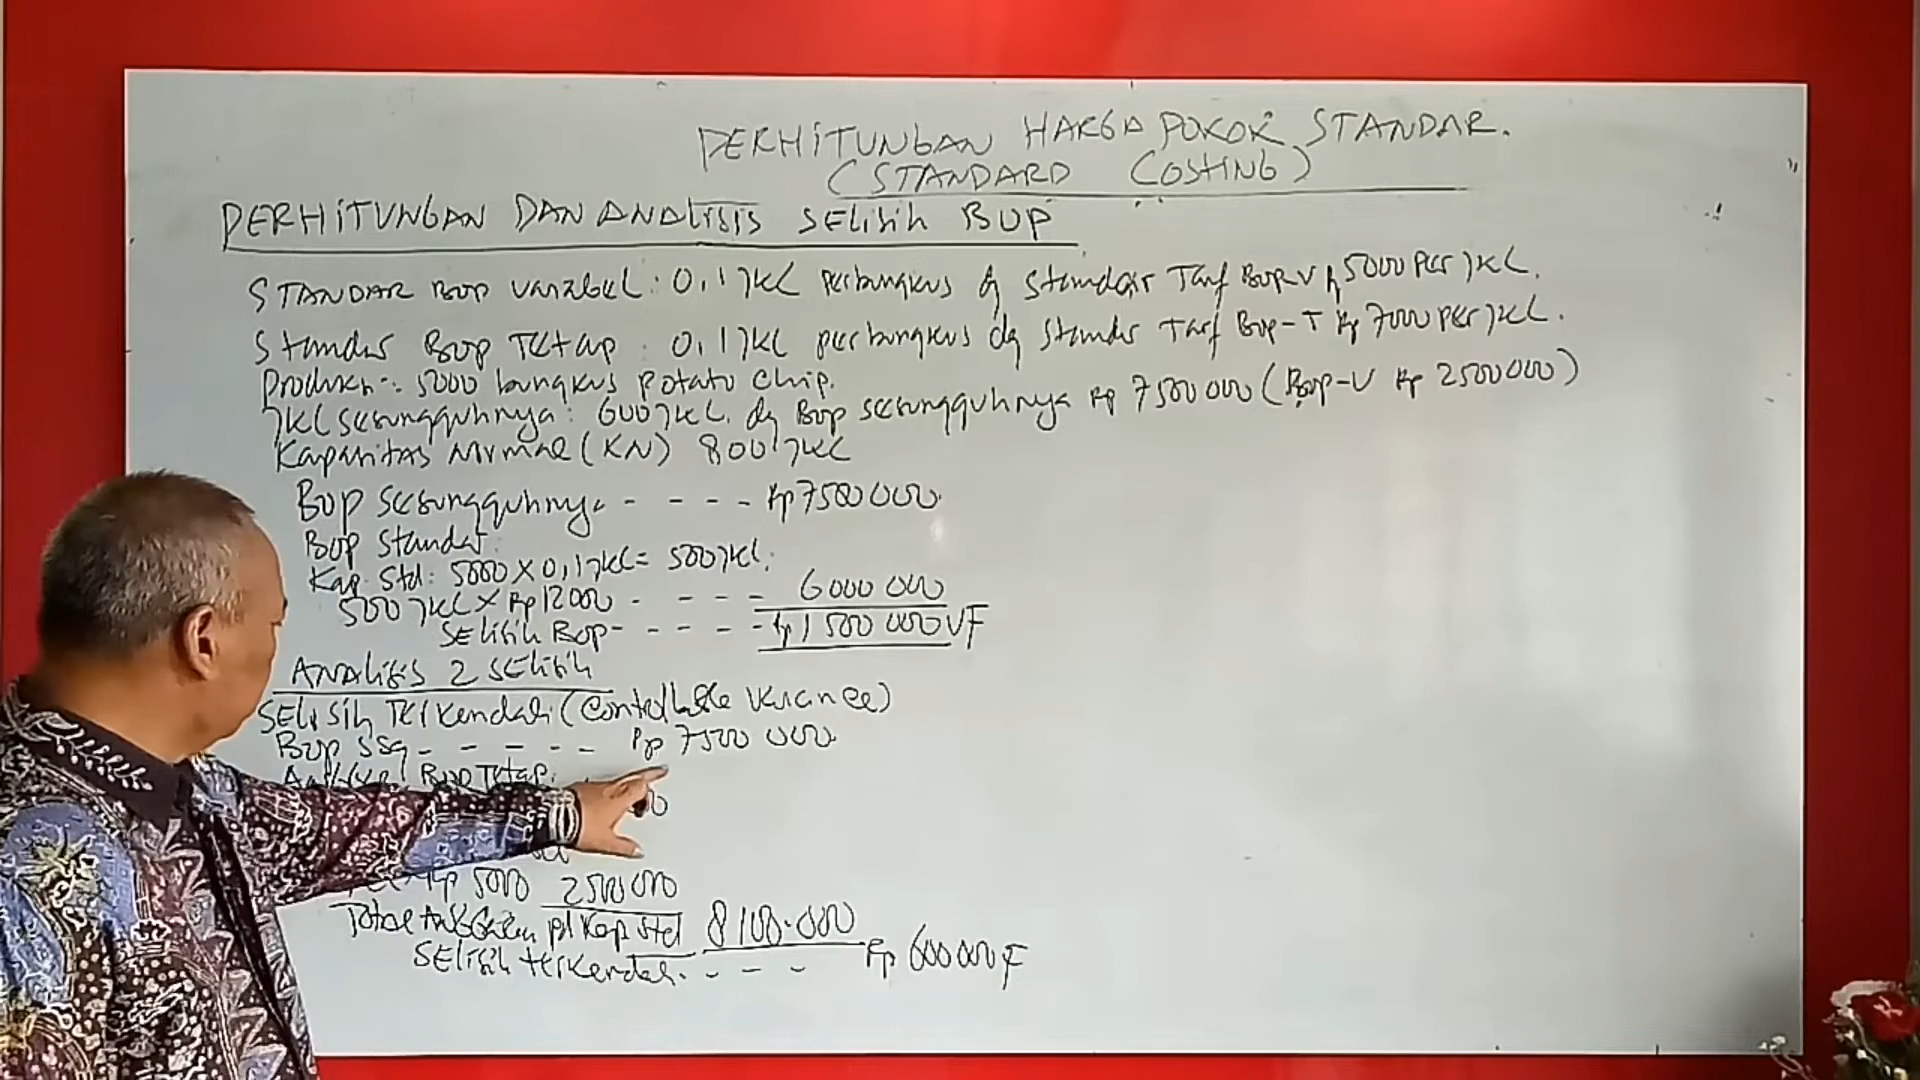 PERHITUNGAN HARGA POKOK STANDAR.
(STANDARD COSTING)
PERHITUNGAN DAN ANALISIS SELISIH BOP
STANDAR BOP variabel : 0,1 JKL perbungkus dg standar Tarif BOP V Rp 5000 Per JKL.
Standar BOP Tetap : 0,1 JKL perbungkus dg standar Tarif BOP-T Rp 7000 per JKL.
Produksi : 5000 bungkus potato chip.
JKL sesungguhnya : 600 JKL. dg BOP sesungguhnya Rp 7500 000 (BOP-V Rp 2500000)
Kapasitas Normal (KN) 800 JKL
BOP sesungguhnya - - - - Rp 7500 000
BOP standar:
Kap. Std : 5000 X 0,1 JKL = 500 JKL.
500 JKL X Rp 12000 - - - - 6000 000
SELISIH BOP - - - - - Rp 1 500 000 UF
ANALISIS 2 SELISIH
SELISIH TERKENDALI (Controllable Variance)
BOP SSG - - - - - Rp 7500 000
BOP Tetap.
Rp 5000 2500000
Total Anggaran pd Kap Std 8100.000
SELISIH terkendali - - - Rp 600 000 F